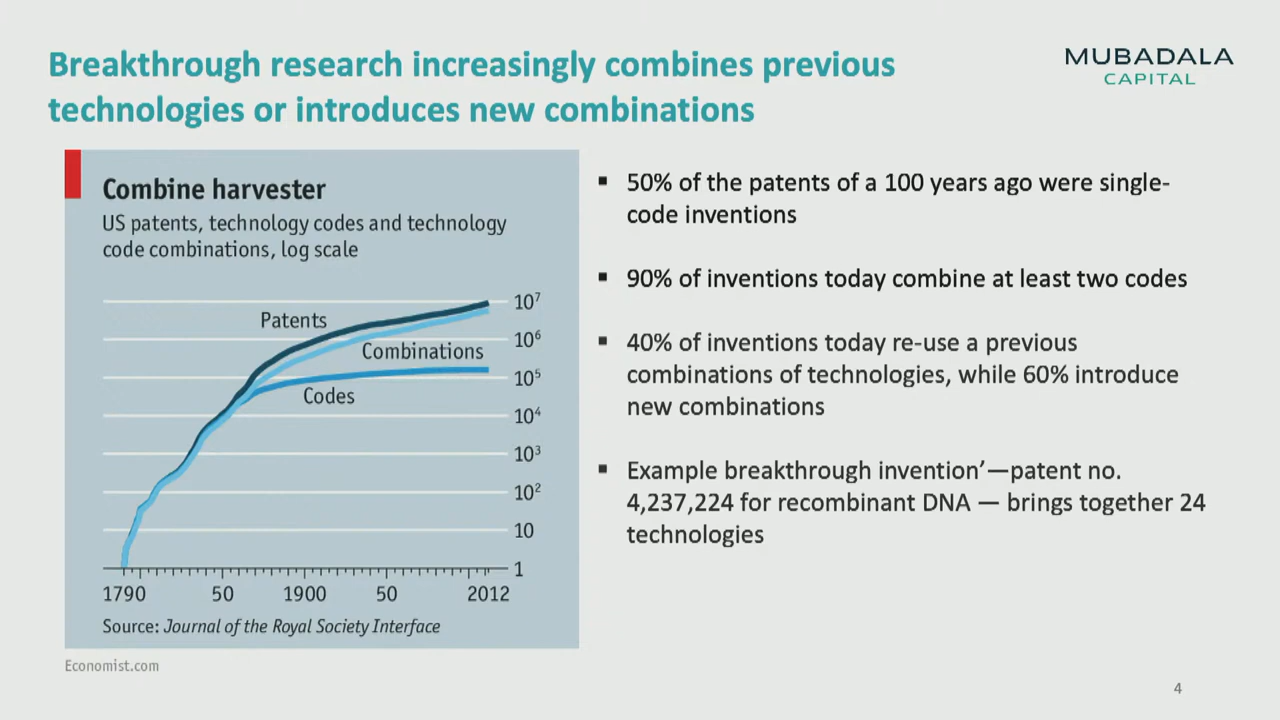 Breakthrough research increasingly combines previous
technologies or introduces new combinations
MUBADALA
CAPITAL
Combine harvester
US patents, technology codes and technology
code combinations, log scale
Patents
Combinations
Codes
10⁷
10⁶
10⁵
10⁴
10³
10²
10
1
1790 50 1900 50 2012
Source: Journal of the Royal Society Interface
Economist.com
▪ 50% of the patents of a 100 years ago were single-
code inventions
▪ 90% of inventions today combine at least two codes
▪ 40% of inventions today re-use a previous
combinations of technologies, while 60% introduce
new combinations
▪ Example breakthrough invention’—patent no.
4,237,224 for recombinant DNA — brings together 24
technologies
4